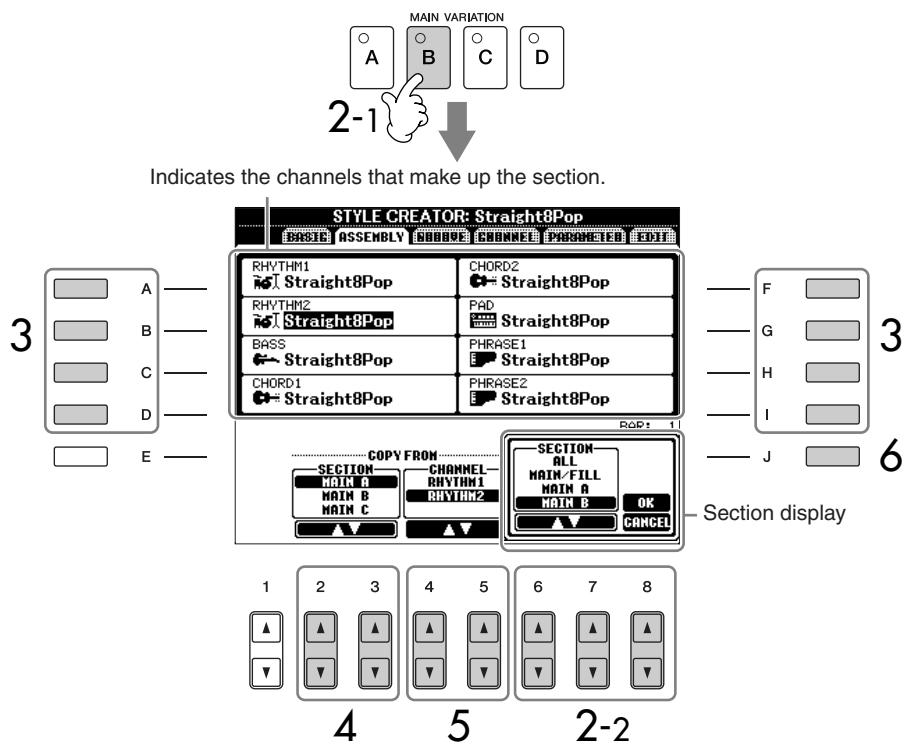 MAIN VARIATION
A B C D
2-1
Indicates the channels that make up the section.
STYLE CREATOR: Straight8Pop
BASIC ASSEMBLY GROOVE CHANNEL PARAMETER EDIT
RHYTHM1
Straight8Pop
CHORD2
Straight8Pop
RHYTHM2
Straight8Pop
PAD
Straight8Pop
BASS
Straight8Pop
PHRASE1
Straight8Pop
CHORD1
Straight8Pop
PHRASE2
Straight8Pop
3
A
B
C
D
E
F
G
H
I
J
3
6
BAR: 1
COPY FROM
SECTION
MAIN A
MAIN B
MAIN C
CHANNEL
RHYTHM1
RHYTHM2
SECTION
ALL
MAIN/FILL
MAIN A
MAIN B
OK
CANCEL
Section display
1 2 3 4 5 6 7 8
4 5 2-2